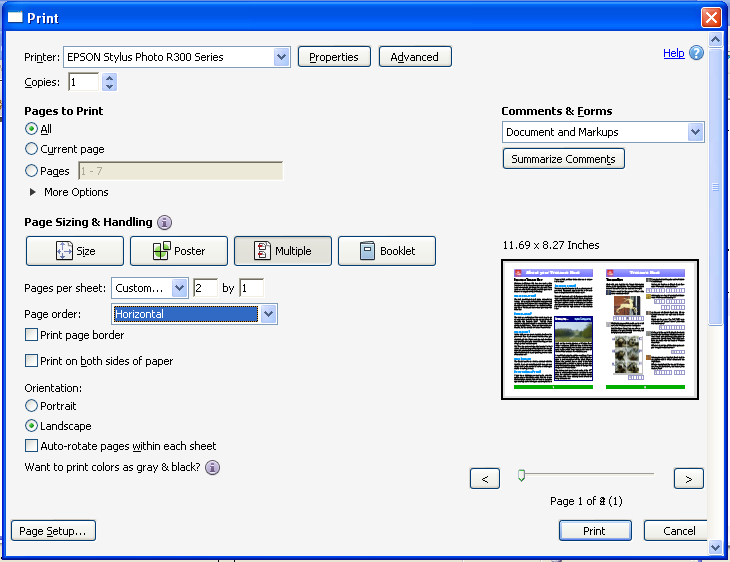 Print
Printer: EPSON Stylus Photo R300 Series Properties Advanced Help
Copies: 1
Pages to Print
All
Current page
Pages 1 - 7
More Options
Comments & Forms
Document and Markups
Summarize Comments
Page Sizing & Handling
Size Poster Multiple Booklet
Pages per sheet: Custom... 2 by 1
Page order: Horizontal
Print page border
Print on both sides of paper
Orientation:
Portrait
Landscape
Auto-rotate pages within each sheet
Want to print colors as gray & black?
11.69 x 8.27 Inches
< >
Page 1 of (1)
Page Setup... Print Cancel